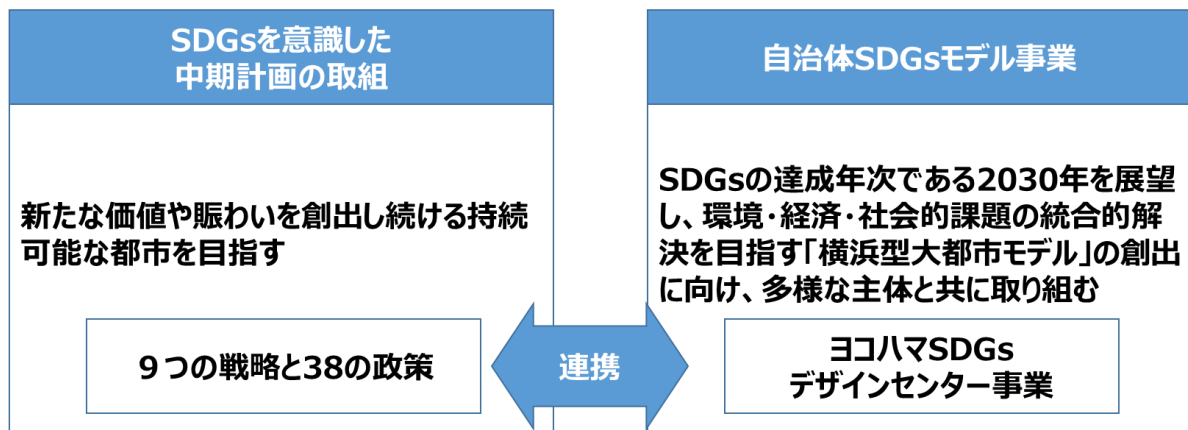 SDGsを意識した
中期計画の取組
新たな価値や賑わいを創出し続ける持続
可能な都市を目指す
9つの戦略と38の政策
連携
自治体SDGsモデル事業
SDGsの達成年次である2030年を展望
し、環境・経済・社会的課題の統合的解
決を目指す「横浜型大都市モデル」の創出
に向け、多様な主体と共に取り組む
ヨコハマSDGs
デザインセンター事業